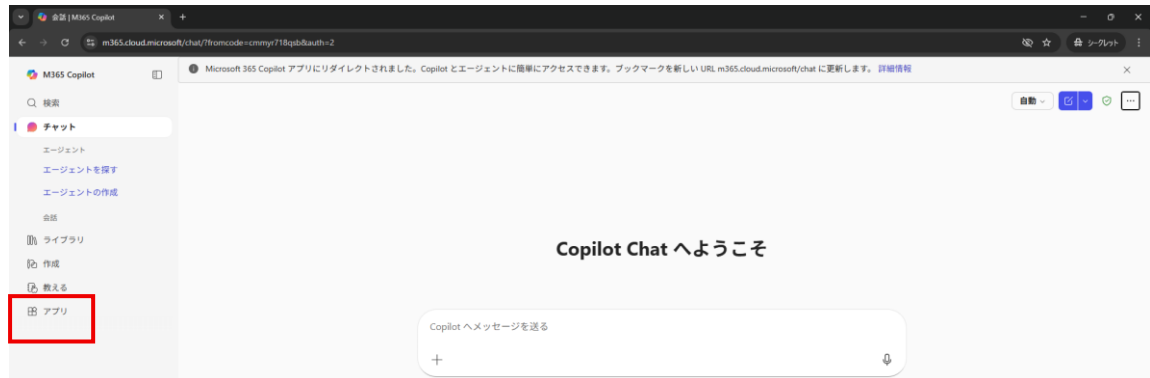 会話 | M365 Copilot
m365.cloud.microsoft/chat/?fromcode=cmmyr718qsb&auth=2
シークレット
M365 Copilot
Microsoft 365 Copilot アプリにリダイレクトされました。Copilot とエージェントに簡単にアクセスできます。ブックマークを新しい URL m365.cloud.microsoft/chat に更新します。 詳細情報
検索
自動
チャット
エージェント
エージェントを探す
エージェントの作成
会話
ライブラリ
作成
教える
アプリ
Copilot Chat へようこそ
Copilot へメッセージを送る